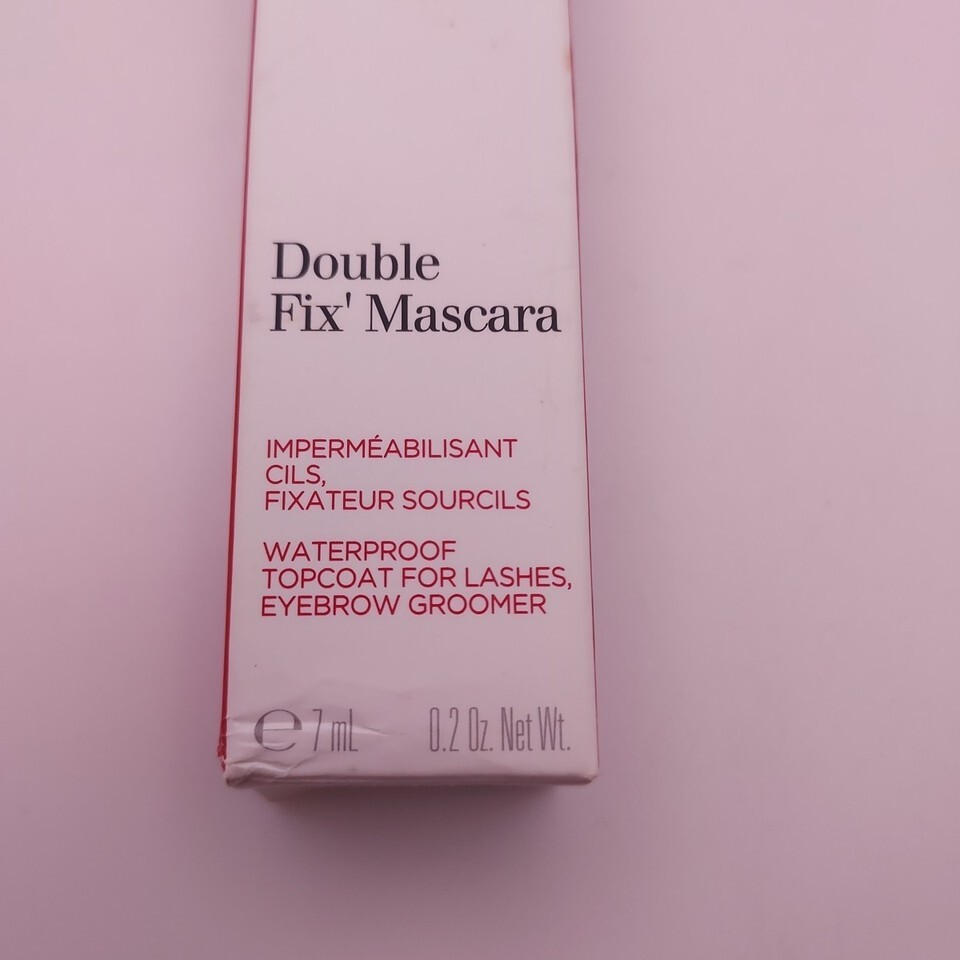 Double
Fix' Mascara
IMPERMÉABILISANT
CILS,
FIXATEUR SOURCILS
WATERPROOF
TOPCOAT FOR LASHES,
EYEBROW GROOMER
℮ 7 mL 0.2 Oz. Net Wt.